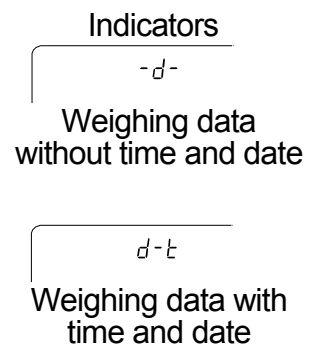 Indicators
-d-
Weighing data
without time and date
d-t
Weighing data with
time and date